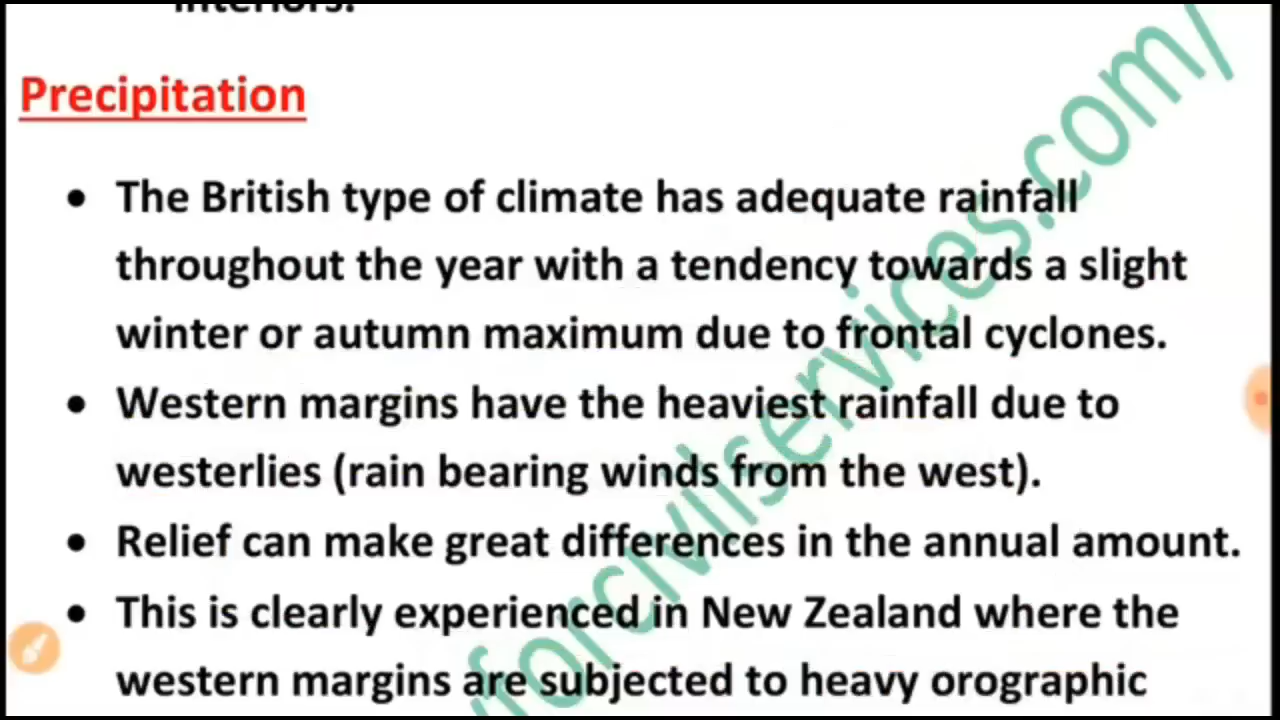 interiors.
Precipitation
• The British type of climate has adequate rainfall
throughout the year with a tendency towards a slight
winter or autumn maximum due to frontal cyclones.
• Western margins have the heaviest rainfall due to
westerlies (rain bearing winds from the west).
• Relief can make great differences in the annual amount.
• This is clearly experienced in New Zealand where the
western margins are subjected to heavy orographic
forcivilservices.com/